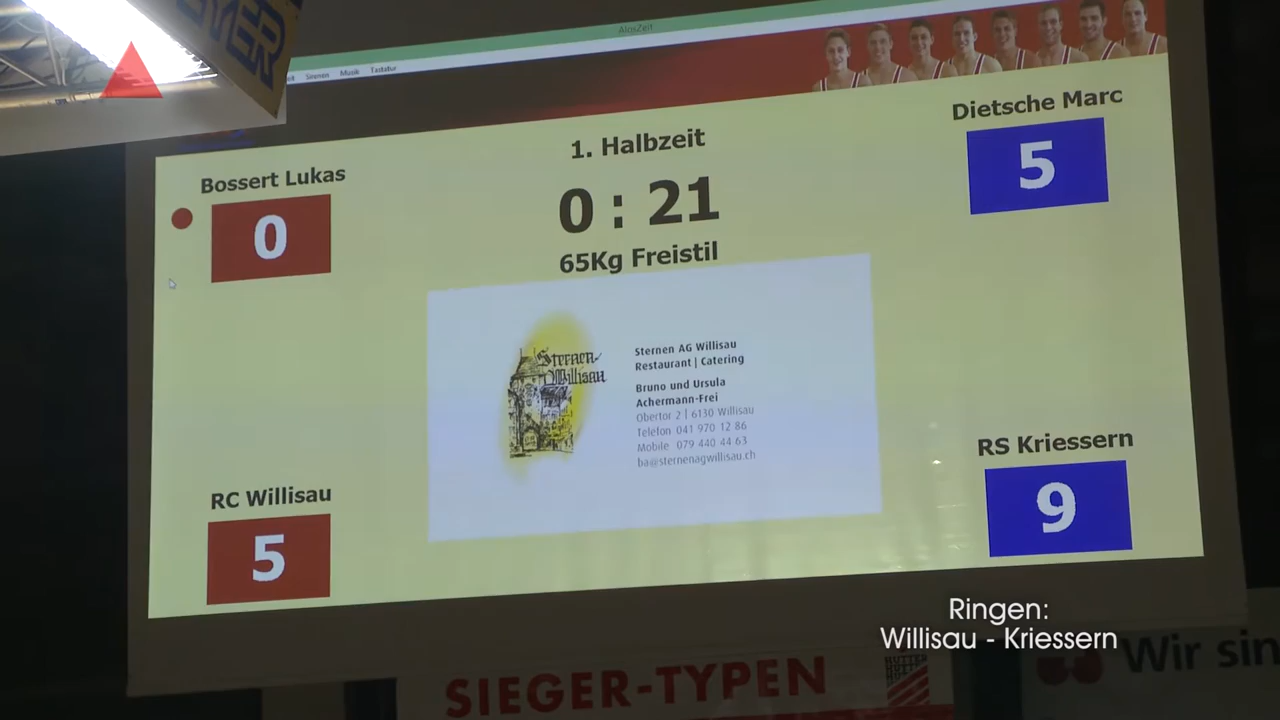 YER
AlosZeit
Sirenen Musik Tastatur
Dietsche Marc
5
1. Halbzeit
Bossert Lukas
0
0 : 21
65Kg Freistil
Sternen
Willisau
Sternen AG Willisau
Restaurant | Catering
Bruno und Ursula
Achermann-Frei
Obertor 2 | 6130 Willisau
Telefon 041 970 12 86
Mobile 079 440 44 63
ba@sternenagwillisau.ch
RS Kriessern
9
RC Willisau
5
Ringen:
Willisau - Kriessern
Wir sin
SIEGER-TYPEN